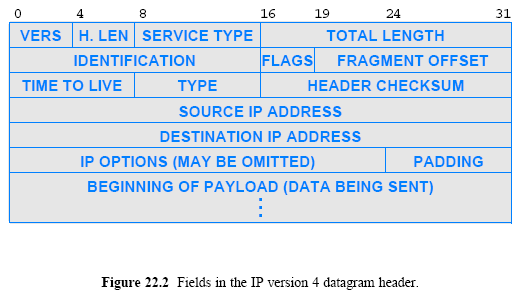 0 4 8 16 19 24 31
VERS H. LEN SERVICE TYPE TOTAL LENGTH
IDENTIFICATION FLAGS FRAGMENT OFFSET
TIME TO LIVE TYPE HEADER CHECKSUM
SOURCE IP ADDRESS
DESTINATION IP ADDRESS
IP OPTIONS (MAY BE OMITTED) PADDING
BEGINNING OF PAYLOAD (DATA BEING SENT)
Figure 22.2 Fields in the IP version 4 datagram header.